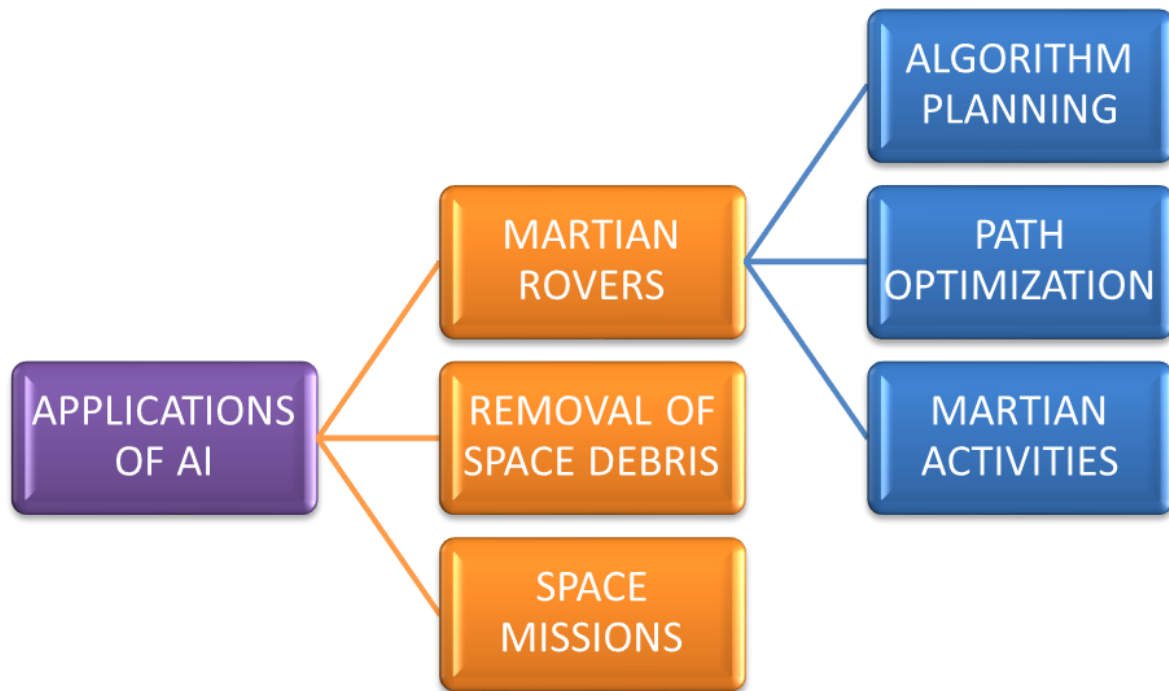 APPLICATIONS
OF AI
MARTIAN
ROVERS
REMOVAL OF
SPACE DEBRIS
SPACE
MISSIONS
ALGORITHM
PLANNING
PATH
OPTIMIZATION
MARTIAN
ACTIVITIES